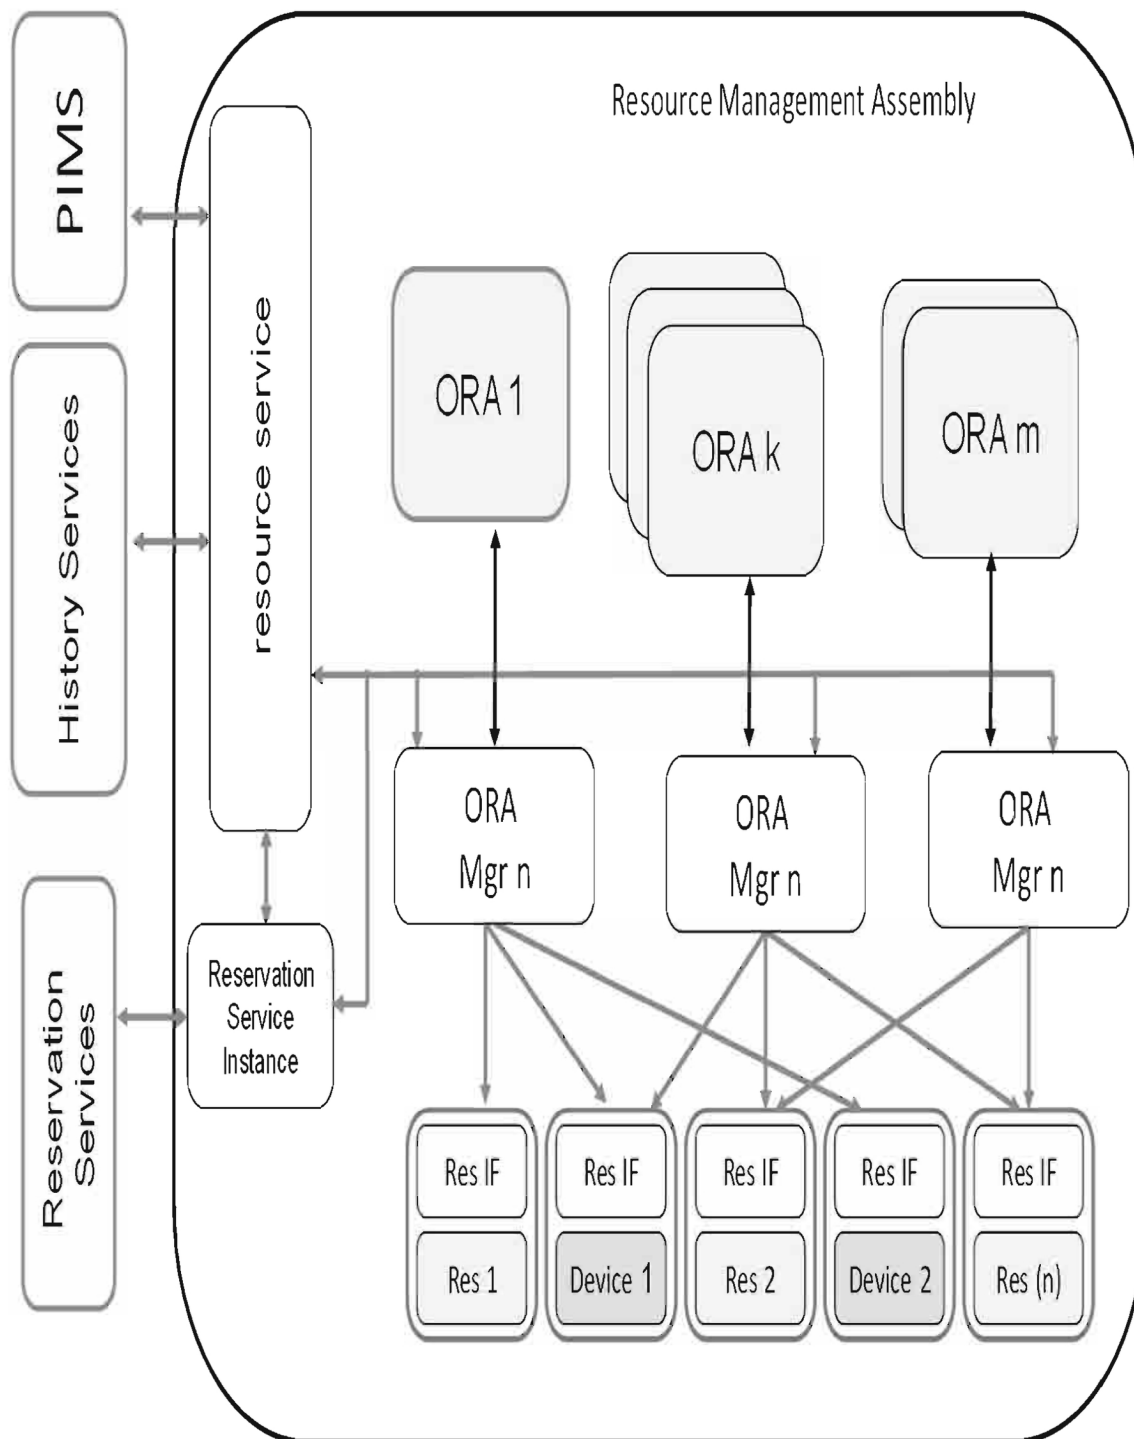 Resource Management Assembly
PIMS
History Services
Reservation
Services
resource service
Reservation
Service
Instance
ORA 1
ORA k
ORA m
ORA
Mgr n
ORA
Mgr n
ORA
Mgr n
Res IF
Res IF
Res IF
Res IF
Res IF
Res 1
Device 1
Res 2
Device 2
Res (n)